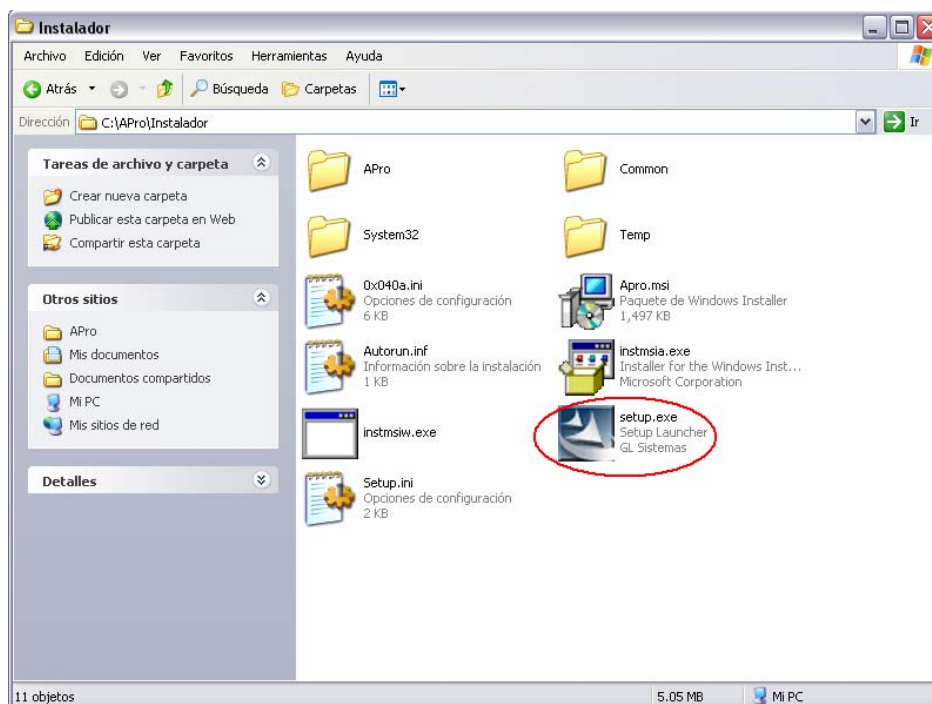 Instalador
Archivo Edición Ver Favoritos Herramientas Ayuda
Atrás Búsqueda Carpetas
Dirección C:\APro\Instalador Ir
Tareas de archivo y carpeta
Crear nueva carpeta
Publicar esta carpeta en Web
Compartir esta carpeta
Otros sitios
APro
Mis documentos
Documentos compartidos
Mi PC
Mis sitios de red
Detalles
APro
Common
System32
Temp
0x040a.ini
Opciones de configuración
6 KB
Apro.msi
Paquete de Windows Installer
1,497 KB
Autorun.inf
Información sobre la instalación
1 KB
instmsia.exe
Installer for the Windows Inst...
Microsoft Corporation
instmsiw.exe
setup.exe
Setup Launcher
GL Sistemas
Setup.ini
Opciones de configuración
2 KB
11 objetos 5.05 MB Mi PC